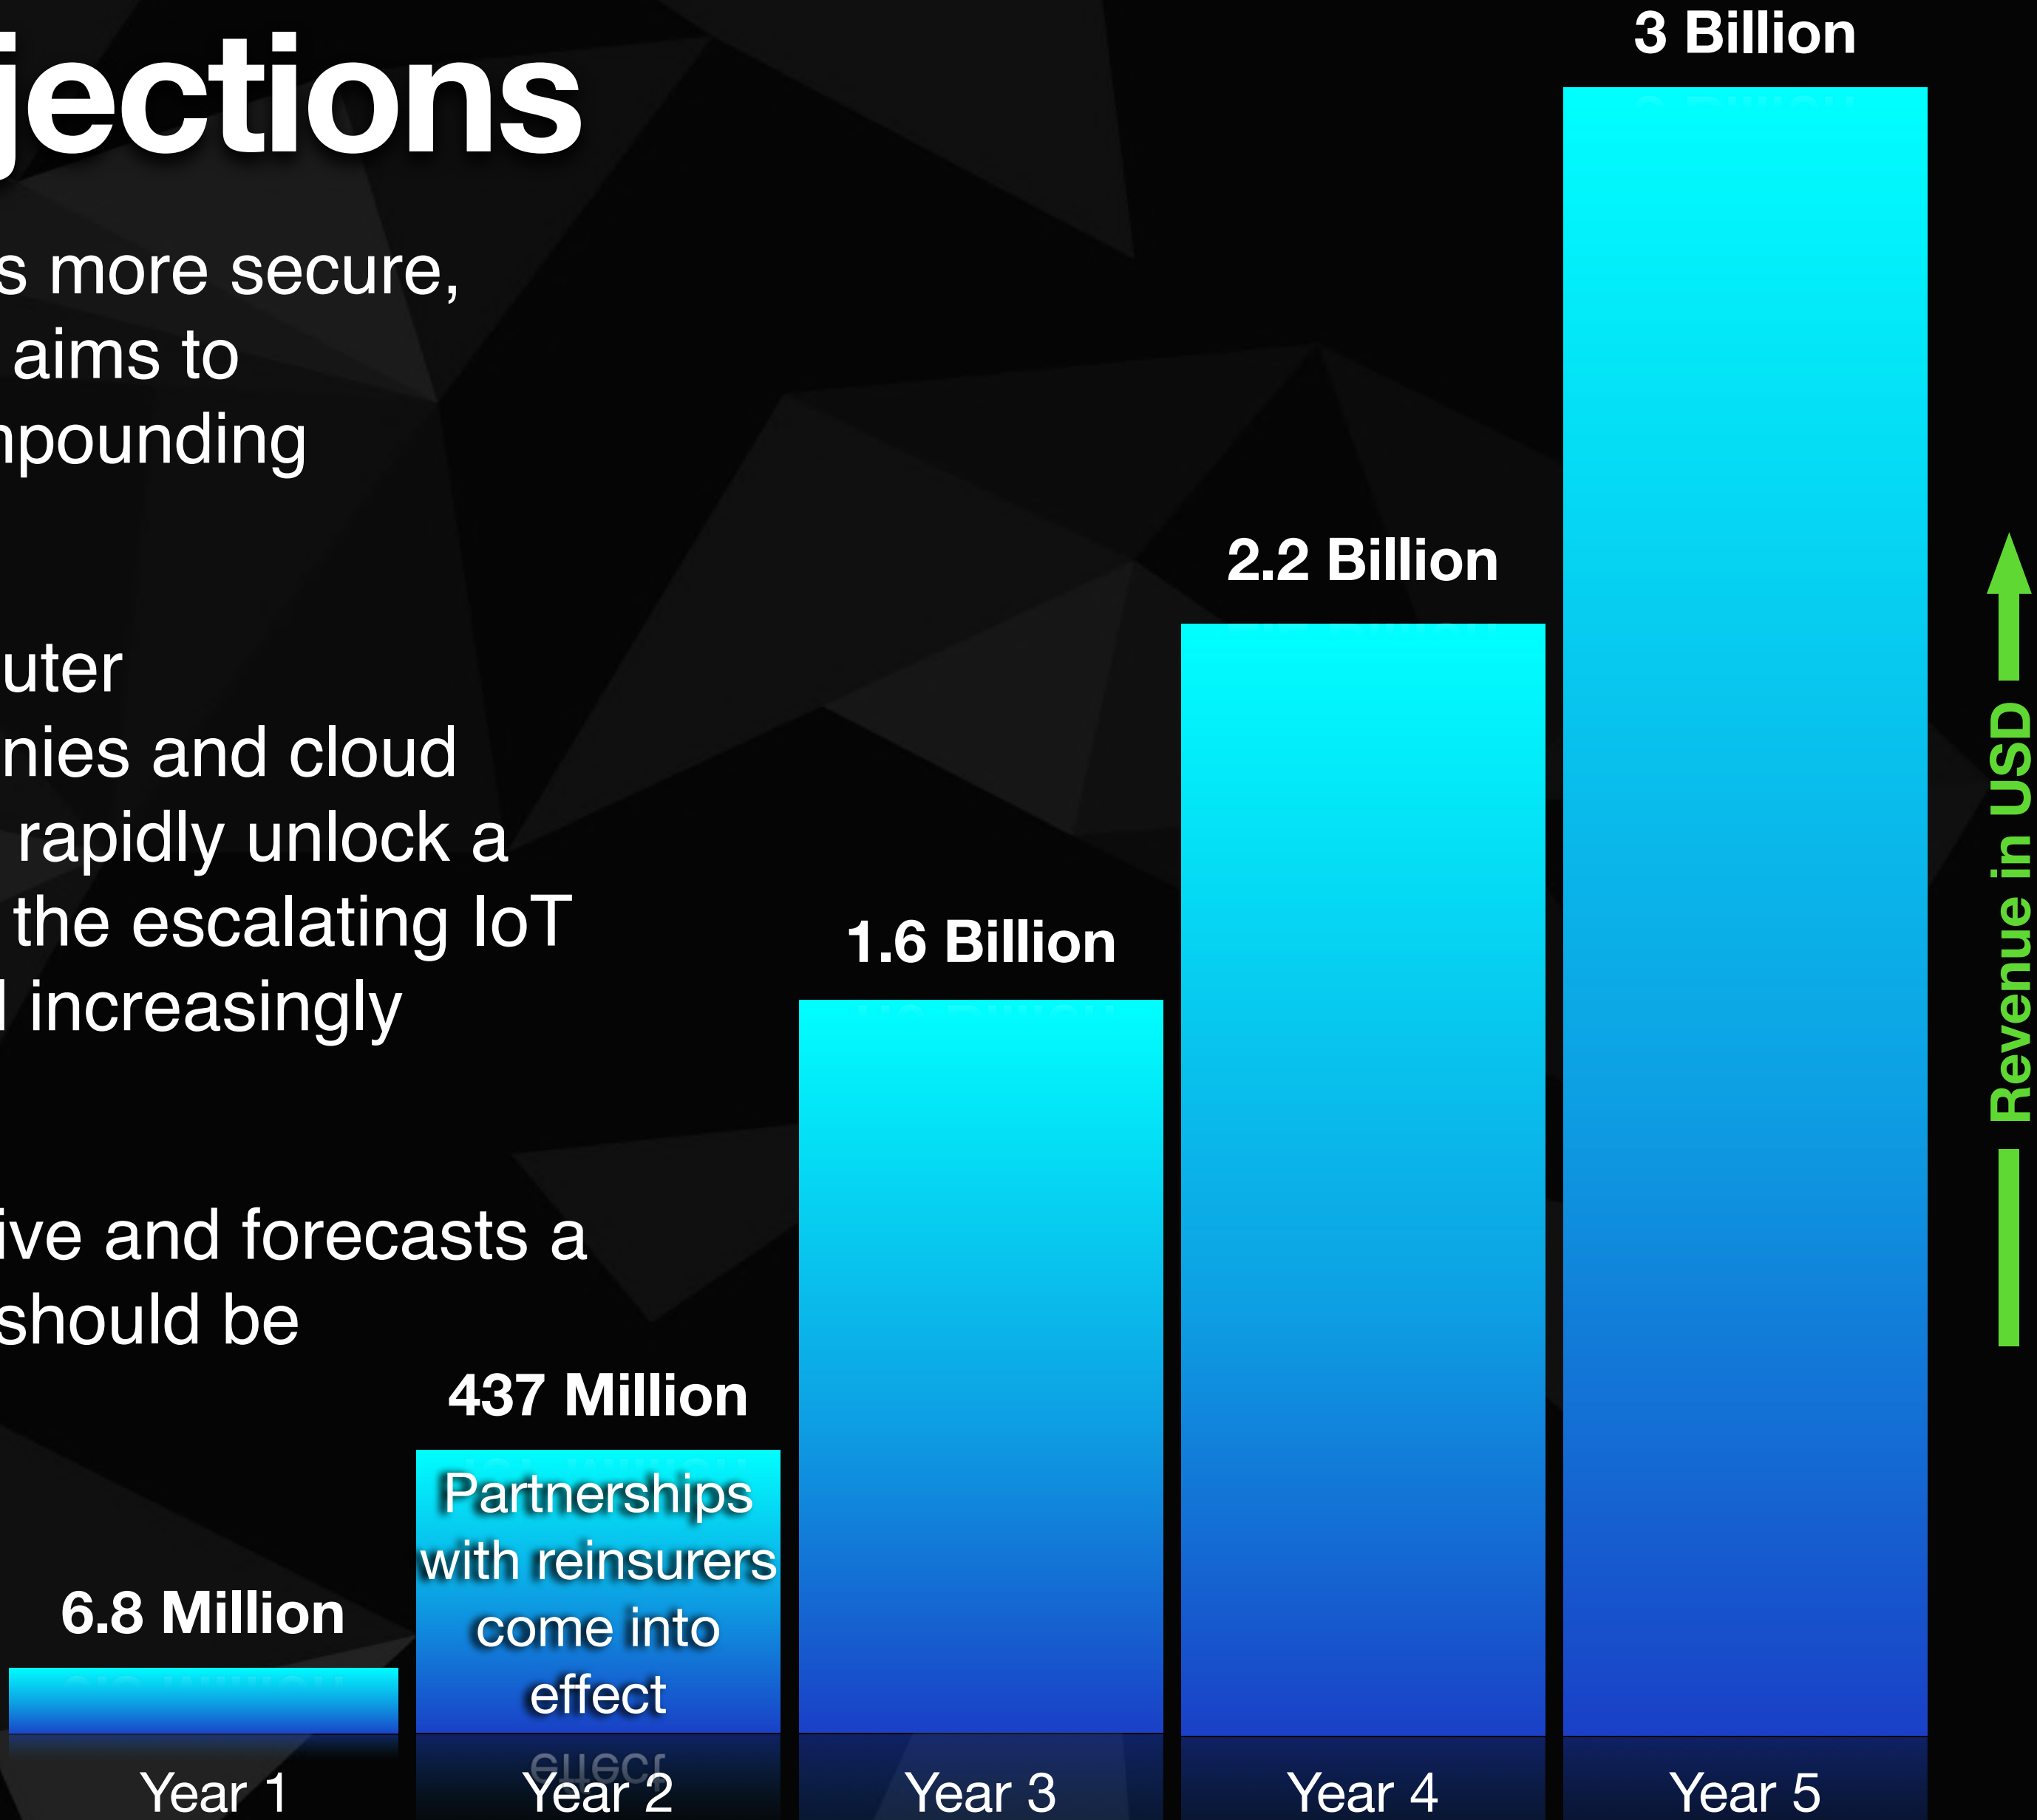 jections
s more secure,
aims to
npounding
uter
nies and cloud
rapidly unlock a
the escalating IoT
l increasingly
ive and forecasts a
should be
3 Billion
2.2 Billion
1.6 Billion
437 Million
6.8 Million
Partnerships
with reinsurers
come into
effect
Year 1
Year 2
Year 3
Year 4
Year 5
Revenue in USD